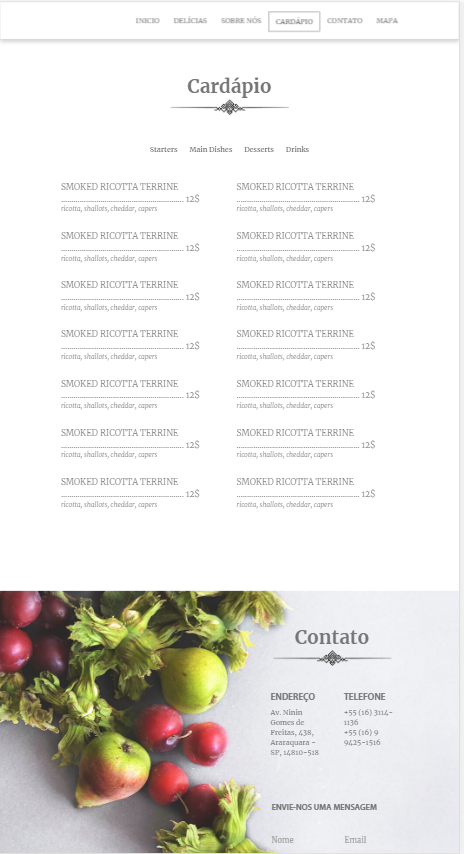 INICIO DELÍCIAS SOBRE NÓS CARDÁPIO CONTATO MAPA
Cardápio
Starters Main Dishes Desserts Drinks
SMOKED RICOTTA TERRINE
.............................................................. 12$
ricotta, shallots, cheddar, capers
SMOKED RICOTTA TERRINE
.............................................................. 12$
ricotta, shallots, cheddar, capers
SMOKED RICOTTA TERRINE
.............................................................. 12$
ricotta, shallots, cheddar, capers
SMOKED RICOTTA TERRINE
.............................................................. 12$
ricotta, shallots, cheddar, capers
SMOKED RICOTTA TERRINE
.............................................................. 12$
ricotta, shallots, cheddar, capers
SMOKED RICOTTA TERRINE
.............................................................. 12$
ricotta, shallots, cheddar, capers
SMOKED RICOTTA TERRINE
.............................................................. 12$
ricotta, shallots, cheddar, capers
SMOKED RICOTTA TERRINE
.............................................................. 12$
ricotta, shallots, cheddar, capers
SMOKED RICOTTA TERRINE
.............................................................. 12$
ricotta, shallots, cheddar, capers
SMOKED RICOTTA TERRINE
.............................................................. 12$
ricotta, shallots, cheddar, capers
SMOKED RICOTTA TERRINE
.............................................................. 12$
ricotta, shallots, cheddar, capers
SMOKED RICOTTA TERRINE
.............................................................. 12$
ricotta, shallots, cheddar, capers
SMOKED RICOTTA TERRINE
.............................................................. 12$
ricotta, shallots, cheddar, capers
SMOKED RICOTTA TERRINE
.............................................................. 12$
ricotta, shallots, cheddar, capers
Contato
ENDEREÇO
Av. Ninin
Gomes de
Freitas, 438,
Araraquara -
SP, 14810-518
TELEFONE
+55 (16) 3114-
1136
+55 (16) 9
9425-1516
ENVIE-NOS UMA MENSAGEM
Nome Email